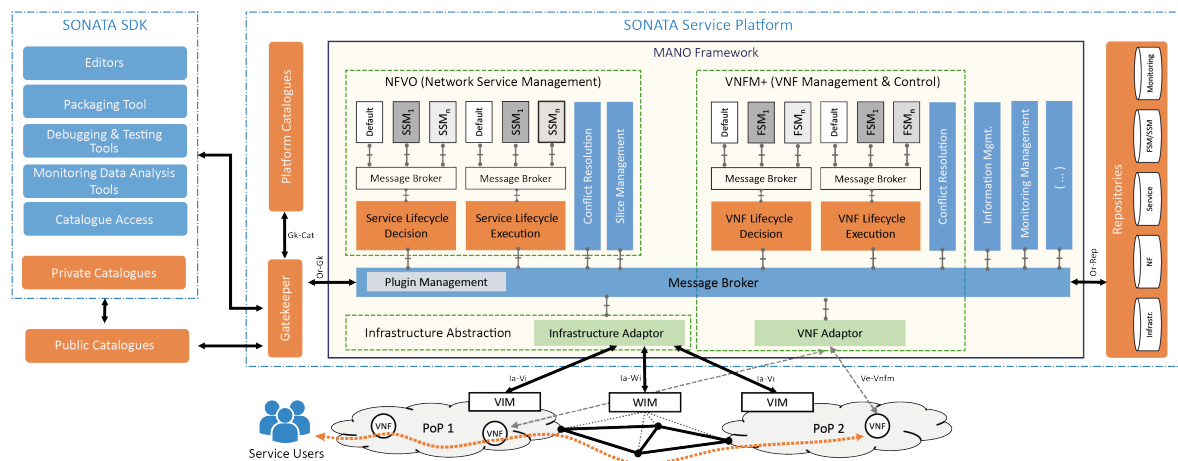 SONATA SDK
Editors
Packaging Tool
Debugging & Testing
Tools
Monitoring Data Analysis
Tools
Catalogue Access
Private Catalogues
Public Catalogues
SONATA Service Platform
Platform Catalogues
Gk-Cat
Gatekeeper
Or-Gk
MANO Framework
NFVO (Network Service Management)
Default
SSM1
SSMn
Default
SSM1
SSMn
Message Broker
Message Broker
Service Lifecycle
Decision
Service Lifecycle
Execution
Conflict Resolution
Slice Management
VNFM+ (VNF Management & Control)
Default
FSM1
FSMn
Default
FSM1
FSMn
Message Broker
Message Broker
VNF Lifecycle
Decision
VNF Lifecycle
Execution
Conflict Resolution
Information Mgmt.
Monitoring Management
( ... )
Plugin Management
Message Broker
Infrastructure Abstraction
Infrastructure Adaptor
VNF Adaptor
Or-Rep
Repositories
Monitoring
FSM/SSM
Service
NF
Infrastr.
Ia-Vi
Ia-Wi
Ia-Vi
Ve-Vnfm
VIM
WIM
VIM
VNF
PoP 1
VNF
PoP 2
VNF
Service Users